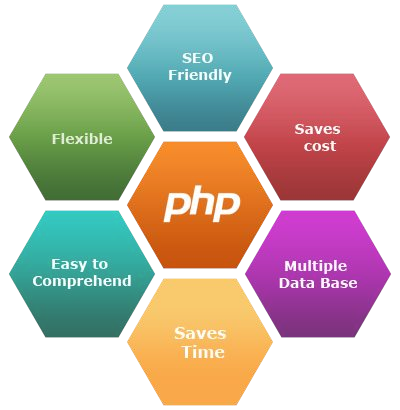 SEO
Friendly
Flexible
Saves
cost
php
Easy to
Comprehend
Multiple
Data Base
Saves
Time